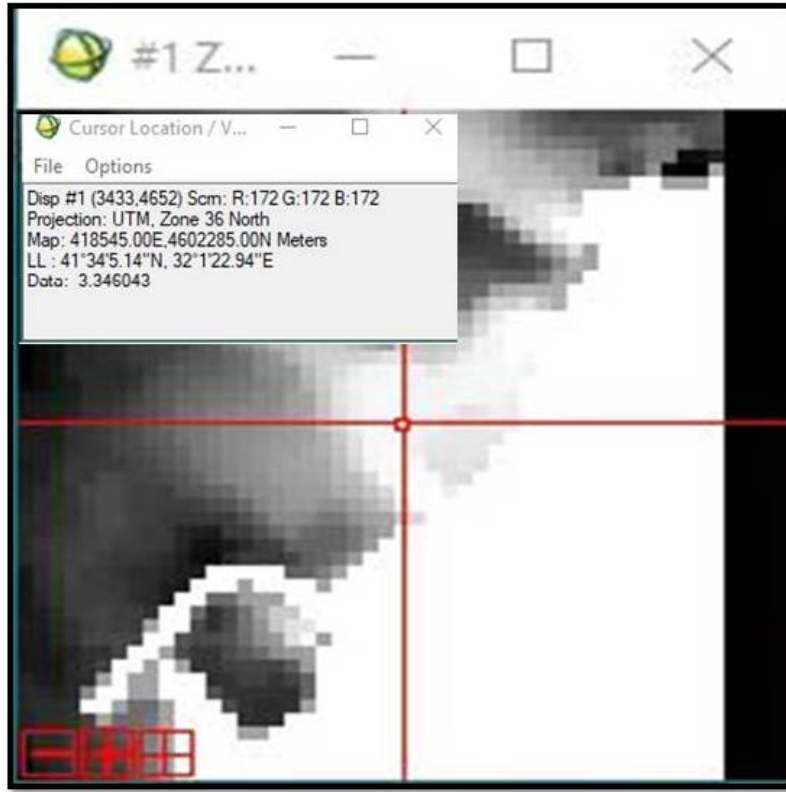 #1 Z...
Cursor Location / V...
File Options
Disp #1 (3433,4652) Scrn: R:172 G:172 B:172
Projection: UTM, Zone 36 North
Map: 418545.00E,4602285.00N Meters
LL : 41°34'5.14"N, 32°1'22.94"E
Data: 3.346043